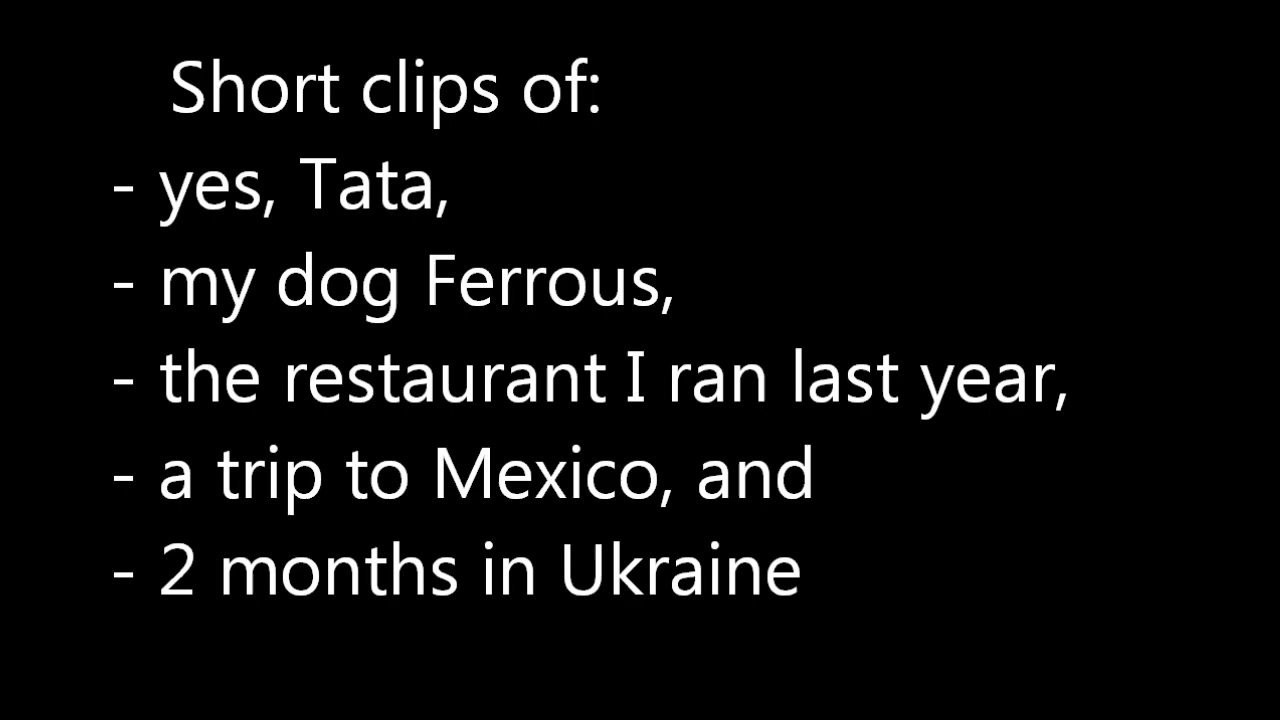 Short clips of:
- yes, Tata,
- my dog Ferrous,
- the restaurant I ran last year,
- a trip to Mexico, and
- 2 months in Ukraine